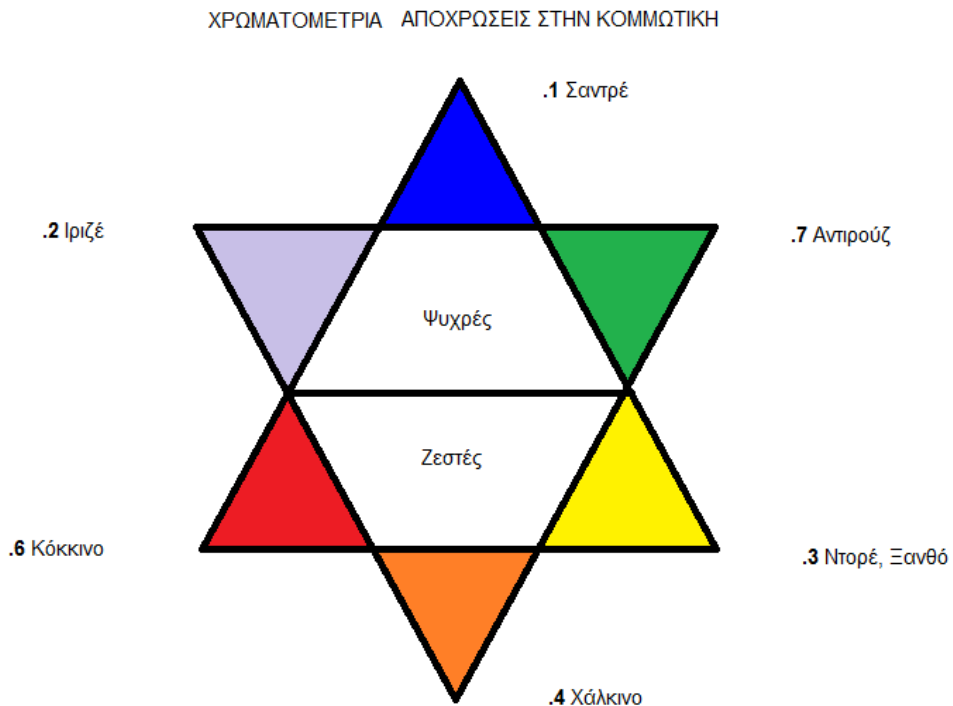 ΧΡΩΜΑΤΟΜΕΤΡΙΑ ΑΠΟΧΡΩΣΕΙΣ ΣΤΗΝ ΚΟΜΜΩΤΙΚΗ
.1 Σαντρέ
.2 Ιριζέ
.7 Αντιρούζ
Ψυχρές
Ζεστές
.6 Κόκκινο
.3 Ντορέ, Ξανθό
.4 Χάλκινο